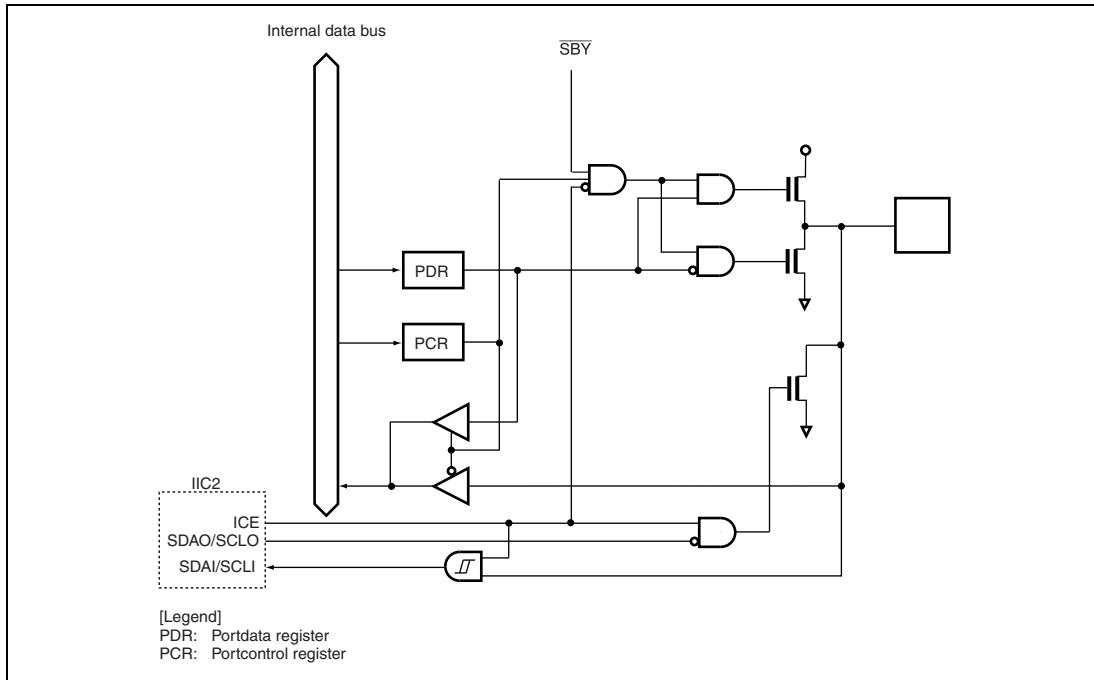 Internal data bus
SBY
PDR
PCR
IIC2
ICE
SDAO/SCLO
SDAI/SCLI
[Legend]
PDR: Portdata register
PCR: Portcontrol register